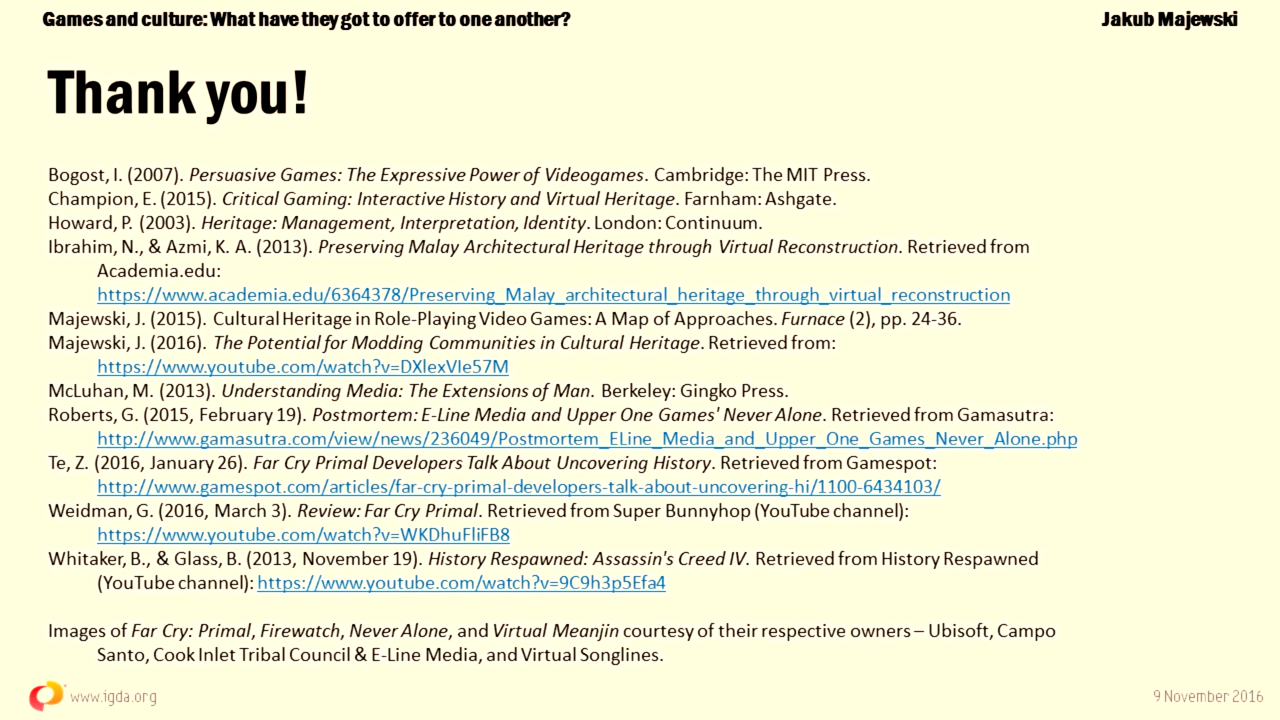 Games and culture: What have they got to offer to one another?
Jakub Majewski
Thank you!
Bogost, I. (2007). Persuasive Games: The Expressive Power of Videogames. Cambridge: The MIT Press.
Champion, E. (2015). Critical Gaming: Interactive History and Virtual Heritage. Farnham: Ashgate.
Howard, P. (2003). Heritage: Management, Interpretation, Identity. London: Continuum.
Ibrahim, N., & Azmi, K. A. (2013). Preserving Malay Architectural Heritage through Virtual Reconstruction. Retrieved from
Academia.edu:
https://www.academia.edu/6364378/Preserving_Malay_architectural_heritage_through_virtual_reconstruction
Majewski, J. (2015). Cultural Heritage in Role-Playing Video Games: A Map of Approaches. Furnace (2), pp. 24-36.
Majewski, J. (2016). The Potential for Modding Communities in Cultural Heritage. Retrieved from:
https://www.youtube.com/watch?v=DXlexVIe57M
McLuhan, M. (2013). Understanding Media: The Extensions of Man. Berkeley: Gingko Press.
Roberts, G. (2015, February 19). Postmortem: E-Line Media and Upper One Games' Never Alone. Retrieved from Gamasutra:
http://www.gamasutra.com/view/news/236049/Postmortem_ELine_Media_and_Upper_One_Games_Never_Alone.php
Te, Z. (2016, January 26). Far Cry Primal Developers Talk About Uncovering History. Retrieved from Gamespot:
http://www.gamespot.com/articles/far-cry-primal-developers-talk-about-uncovering-hi/1100-6434103/
Weidman, G. (2016, March 3). Review: Far Cry Primal. Retrieved from Super Bunnyhop (YouTube channel):
https://www.youtube.com/watch?v=WKDhuFliFB8
Whitaker, B., & Glass, B. (2013, November 19). History Respawned: Assassin's Creed IV. Retrieved from History Respawned
(YouTube channel): https://www.youtube.com/watch?v=9C9h3p5Efa4
Images of Far Cry: Primal, Firewatch, Never Alone, and Virtual Meanjin courtesy of their respective owners – Ubisoft, Campo
Santo, Cook Inlet Tribal Council & E-Line Media, and Virtual Songlines.
www.igda.org
9 November 2016